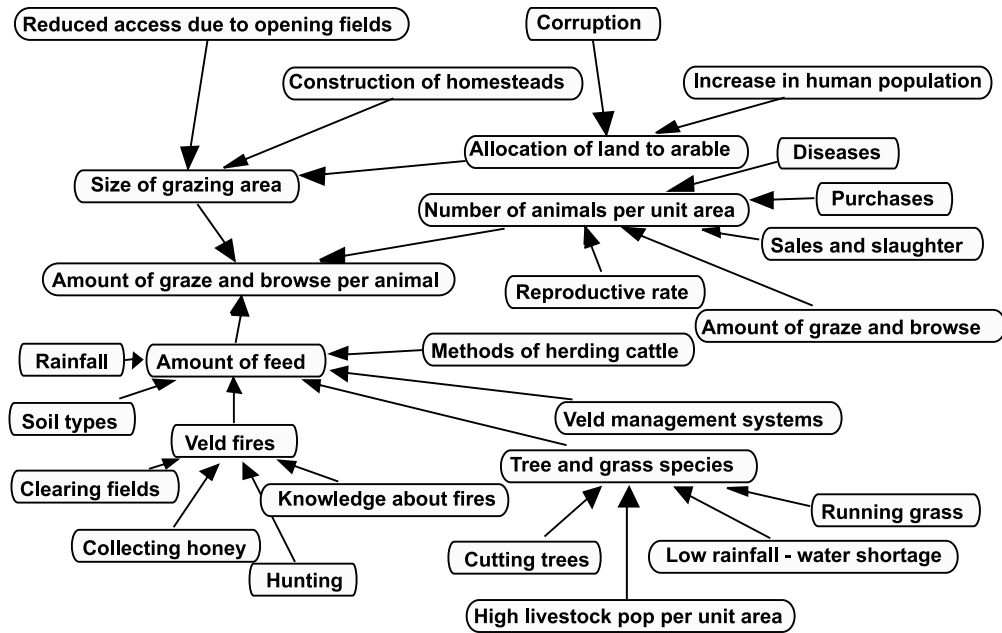 Reduced access due to opening fields
Corruption
Construction of homesteads
Increase in human population
Allocation of land to arable
Diseases
Size of grazing area
Purchases
Number of animals per unit area
Sales and slaughter
Amount of graze and browse per animal
Reproductive rate
Amount of graze and browse
Rainfall
Amount of feed
Methods of herding cattle
Soil types
Veld management systems
Veld fires
Tree and grass species
Clearing fields
Knowledge about fires
Running grass
Collecting honey
Cutting trees
Low rainfall - water shortage
Hunting
High livestock pop per unit area